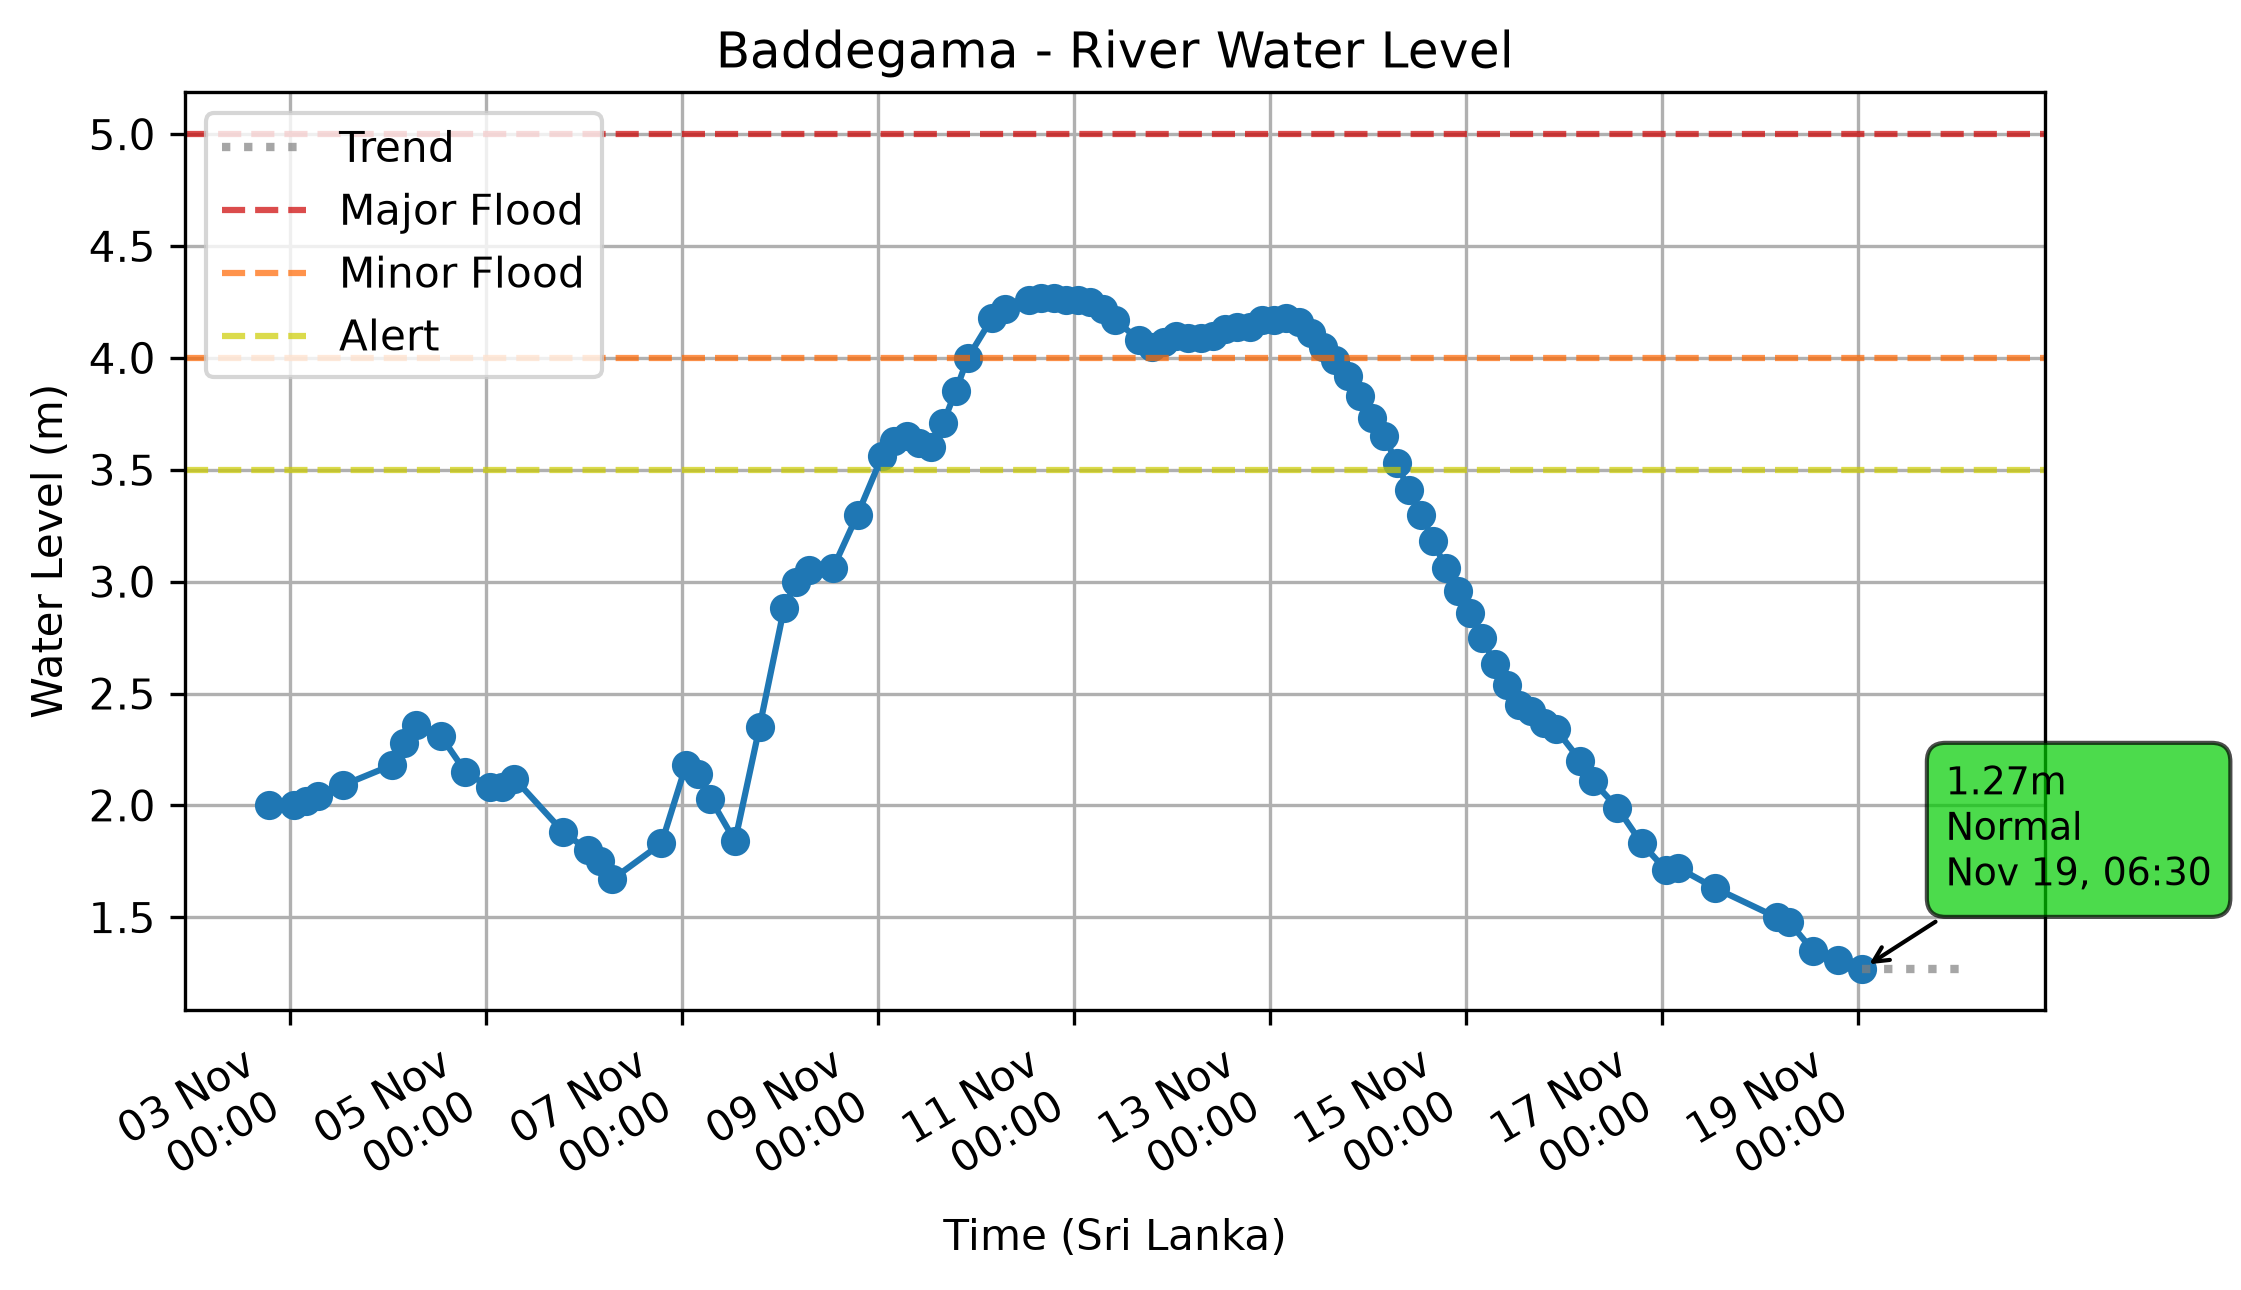 Baddegama - River Water Level
Trend
Major Flood
Minor Flood
Alert
5.0
4.5
4.0
3.5
3.0
2.5
2.0
1.5
Water Level (m)
1.27m
Normal
Nov 19, 06:30
03 Nov
00:00
05 Nov
00:00
07 Nov
00:00
09 Nov
00:00
11 Nov
00:00
13 Nov
00:00
15 Nov
00:00
17 Nov
00:00
19 Nov
00:00
Time (Sri Lanka)